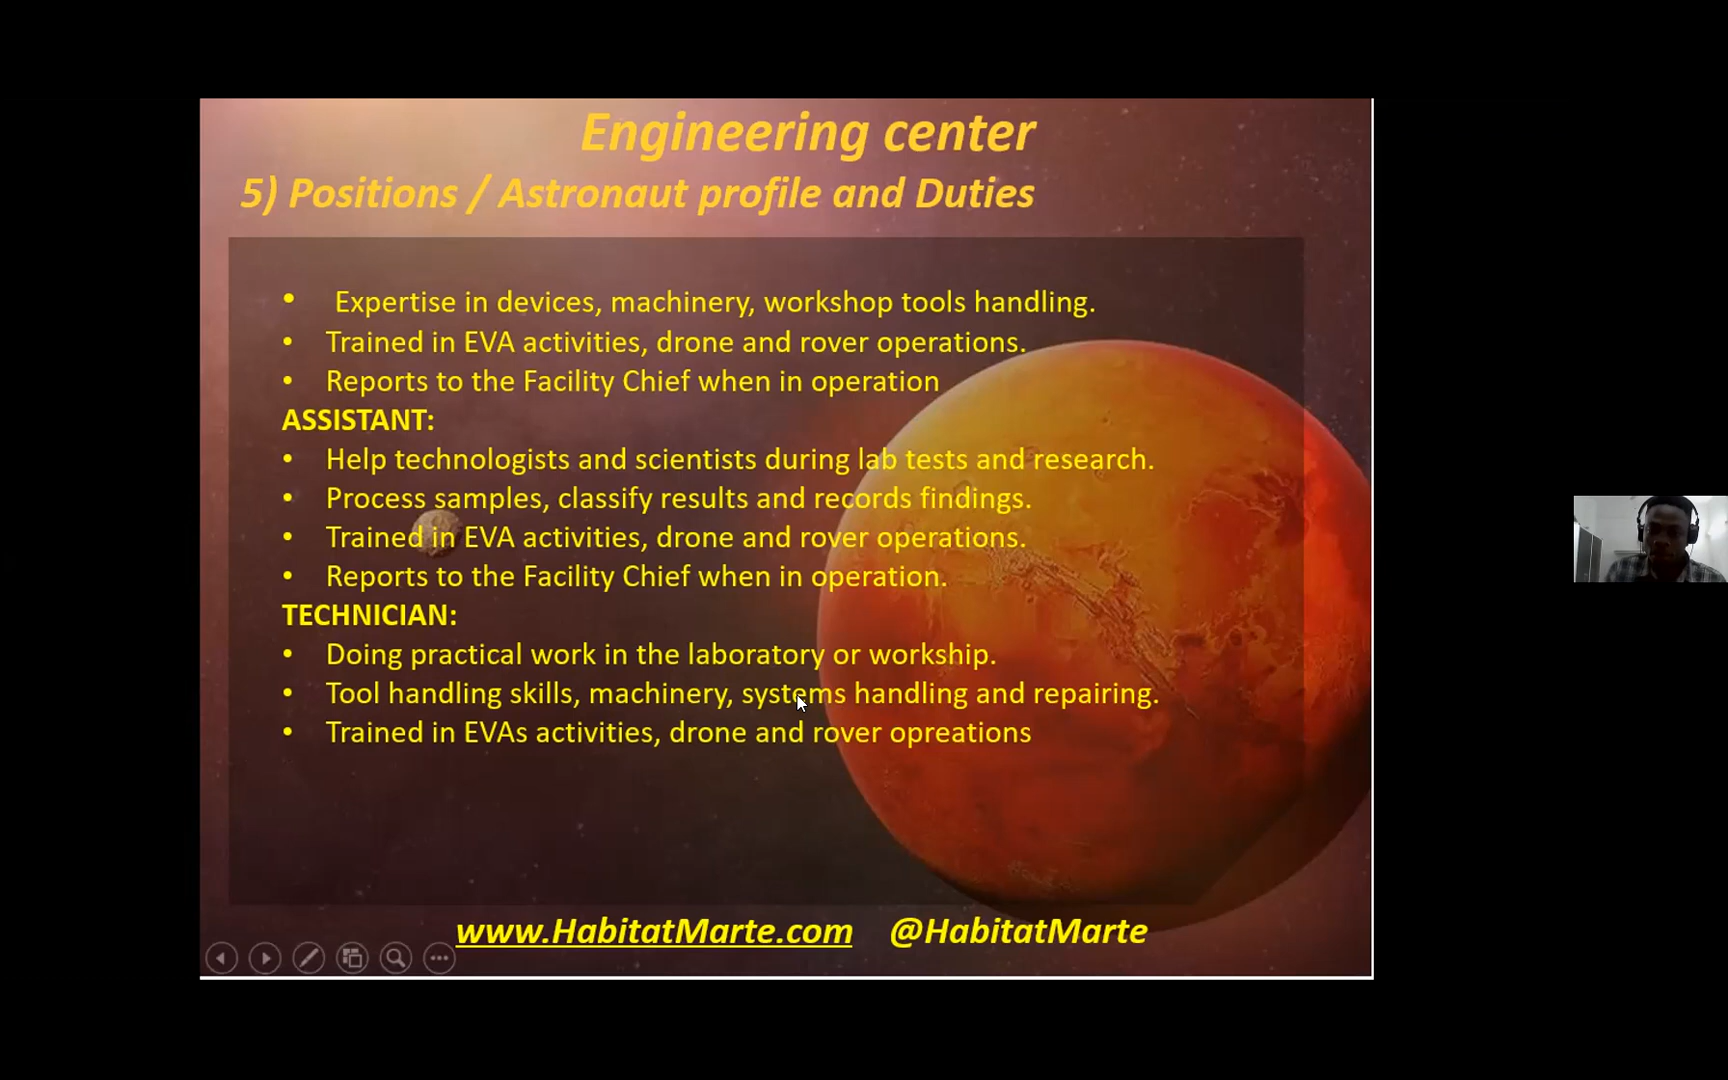 Engineering center
5) Positions / Astronaut profile and Duties
• Expertise in devices, machinery, workshop tools handling.
• Trained in EVA activities, drone and rover operations.
• Reports to the Facility Chief when in operation
ASSISTANT:
• Help technologists and scientists during lab tests and research.
• Process samples, classify results and records findings.
• Trained in EVA activities, drone and rover operations.
• Reports to the Facility Chief when in operation.
TECHNICIAN:
• Doing practical work in the laboratory or workship.
• Tool handling skills, machinery, systems handling and repairing.
• Trained in EVAs activities, drone and rover opreations
www.HabitatMarte.com @HabitatMarte